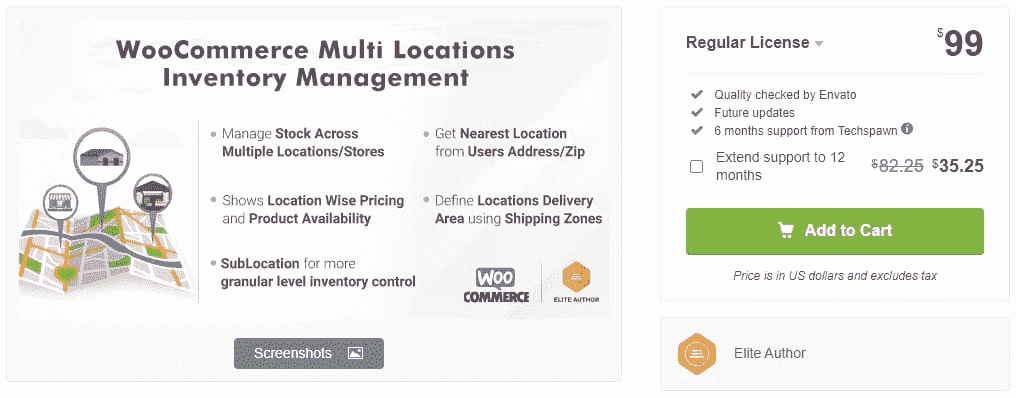 WooCommerce Multi Locations
Inventory Management
Manage Stock Across
Multiple Locations/Stores
Get Nearest Location
from Users Address/Zip
Shows Location Wise Pricing
and Product Availability
Define Locations Delivery
Area using Shipping Zones
SubLocation for more
granular level inventory control
WOO
COMMERCE
ELITE AUTHOR
Screenshots
Regular License
$99
Quality checked by Envato
Future updates
6 months support from Techspawn
Extend support to 12
months
$82.25 $35.25
Add to Cart
Price is in US dollars and excludes tax
Elite Author